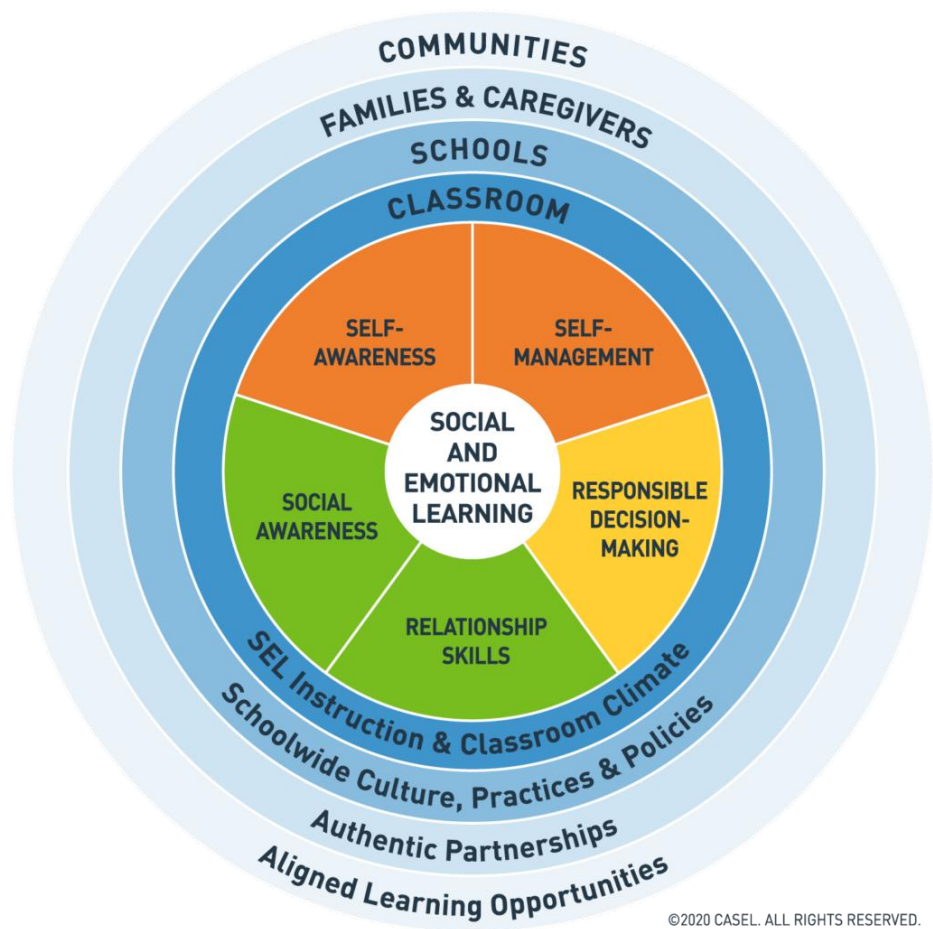 COMMUNITIES
FAMILIES & CAREGIVERS
SCHOOLS
CLASSROOM
SELF-
AWARENESS
SELF-
MANAGEMENT
SOCIAL
AND
EMOTIONAL
LEARNING
SOCIAL
AWARENESS
RESPONSIBLE
DECISION-
MAKING
RELATIONSHIP
SKILLS
SEL Instruction & Classroom Climate
Schoolwide Culture, Practices & Policies
Authentic Partnerships
Aligned Learning Opportunities
©2020 CASEL. ALL RIGHTS RESERVED.